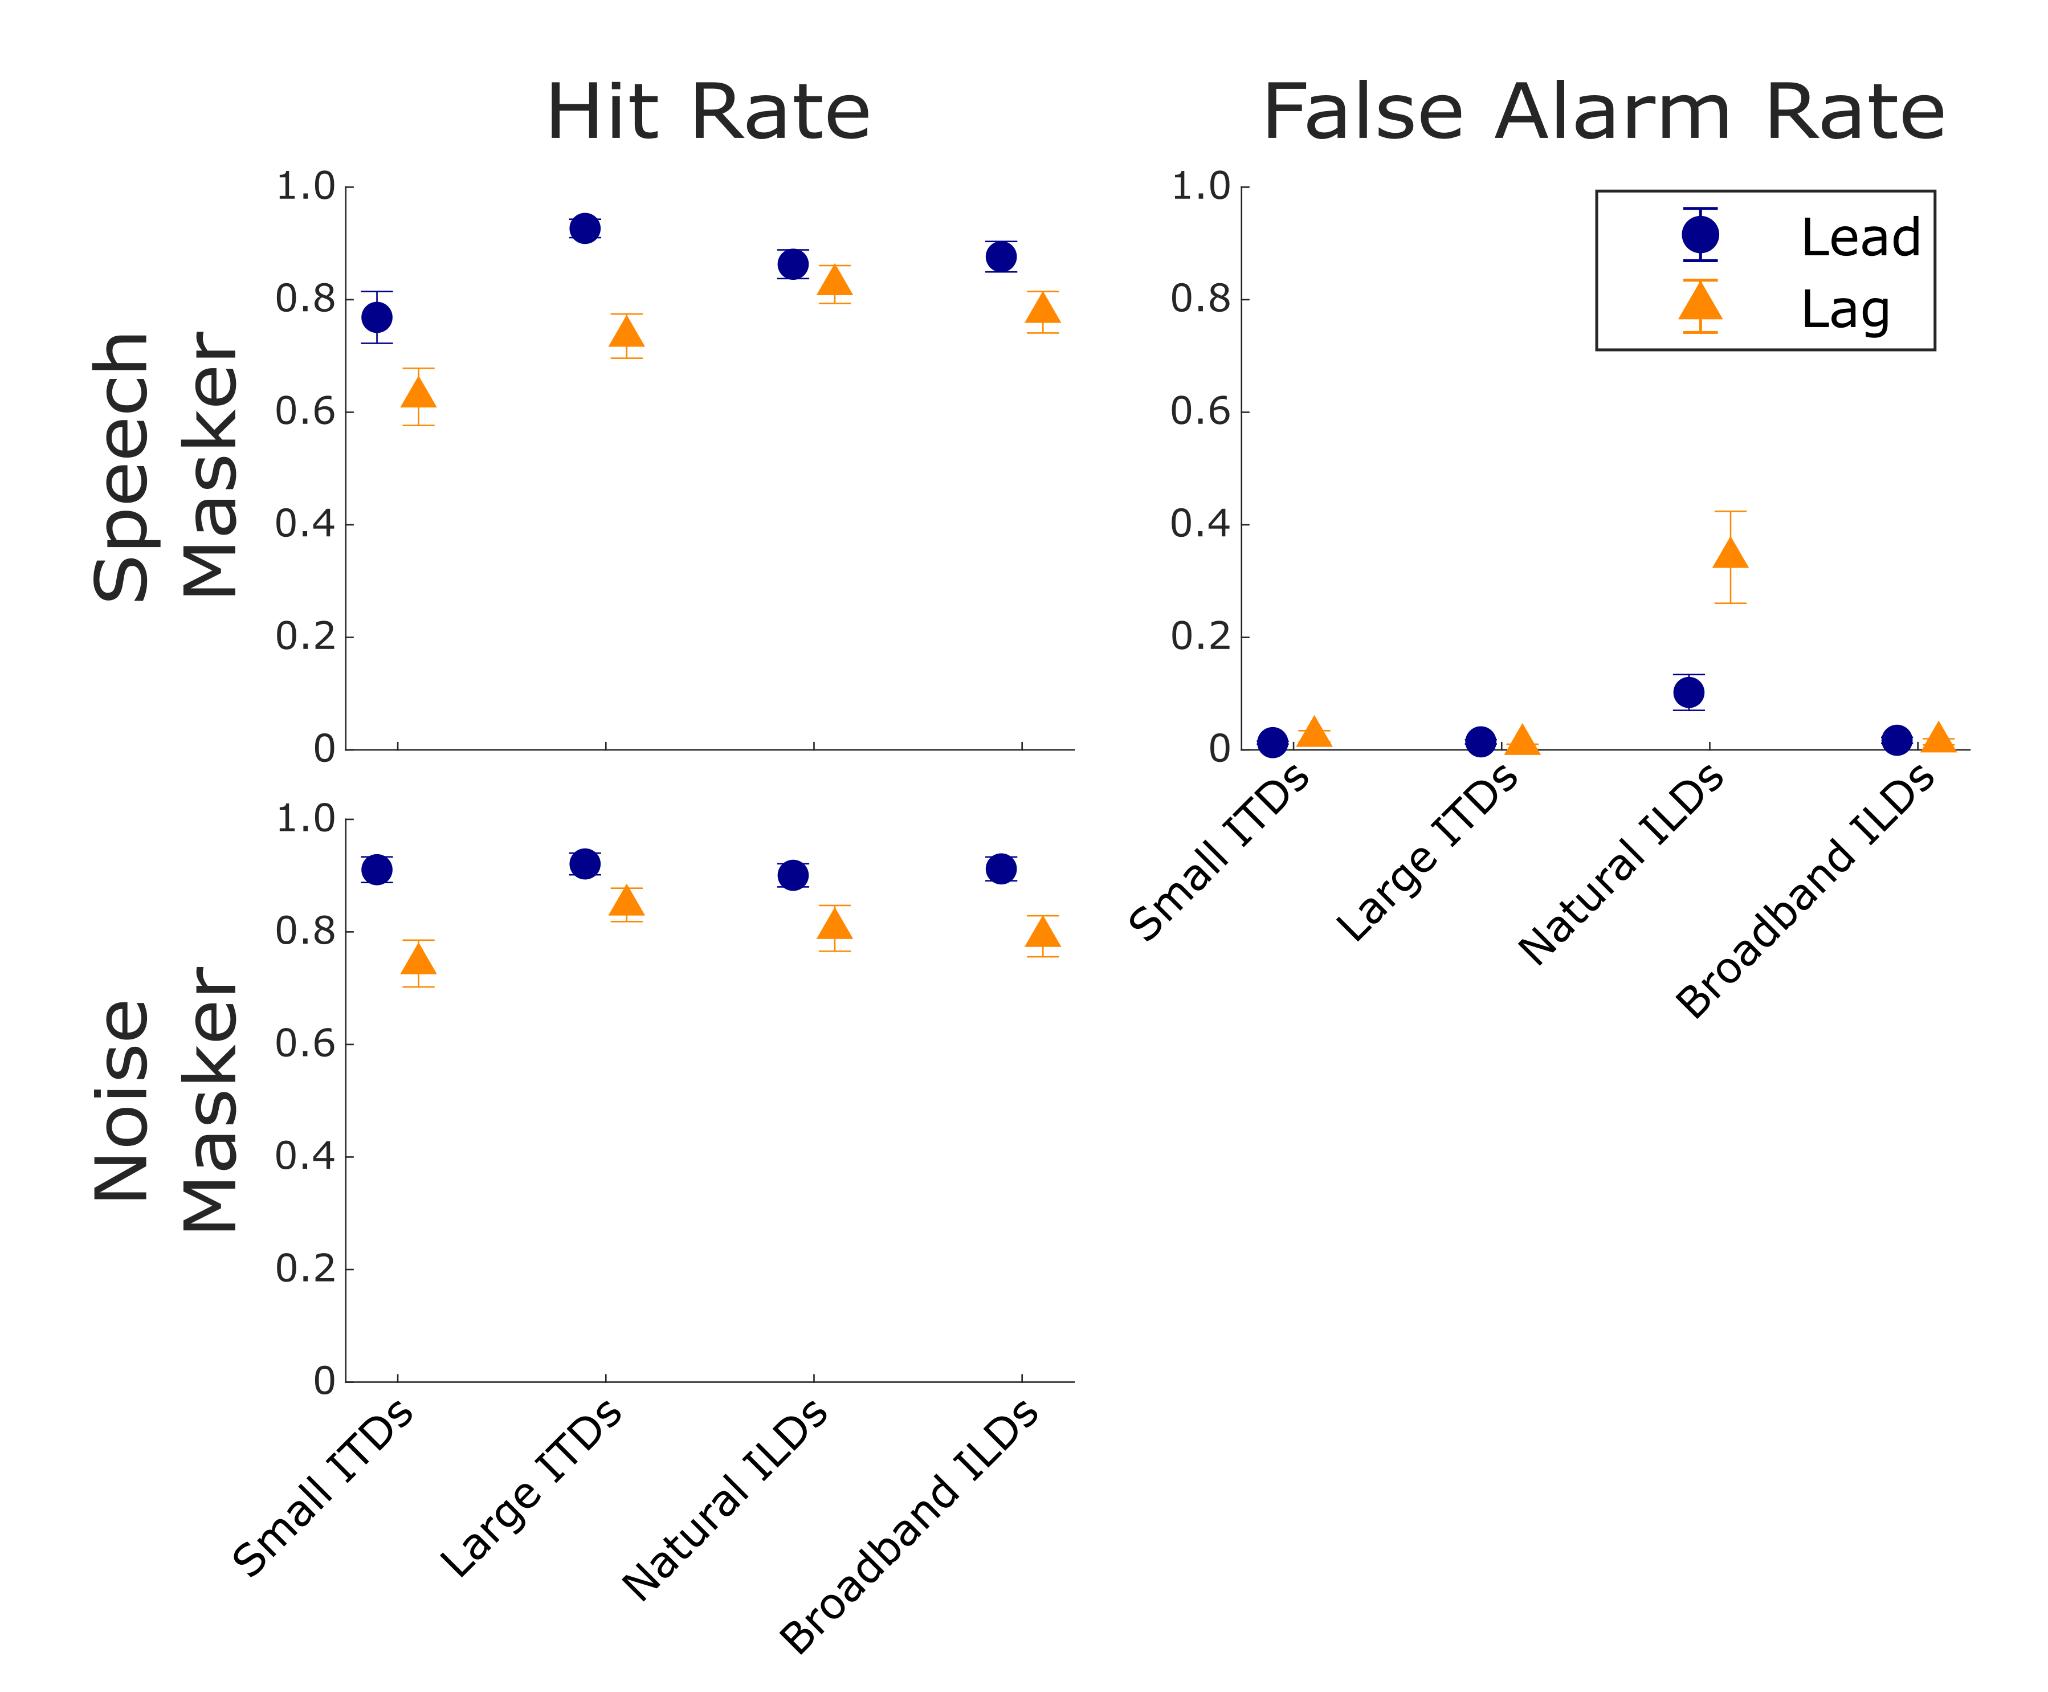 Hit Rate
False Alarm Rate
Speech
Masker
1.0
0.8
0.6
0.4
0.2
0
1.0
0.8
0.6
0.4
0.2
0
Lead
Lag
Small ITDs
Large ITDs
Natural ILDs
Broadband ILDs
Noise
Masker
1.0
0.8
0.6
0.4
0.2
0
Small ITDs
Large ITDs
Natural ILDs
Broadband ILDs